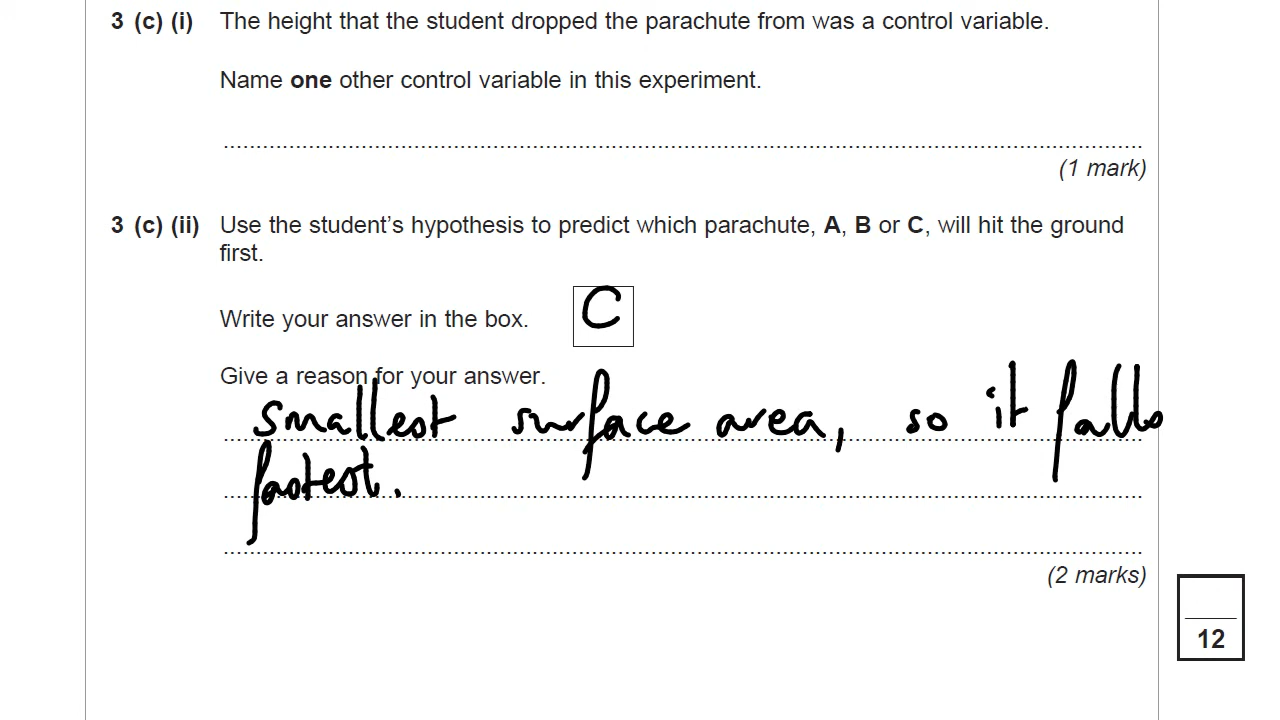 3 (c) (i) The height that the student dropped the parachute from was a control variable.
Name one other control variable in this experiment.
(1 mark)
3 (c) (ii) Use the student’s hypothesis to predict which parachute, A, B or C, will hit the ground
first.
Write your answer in the box. C
Give a reason for your answer.
smallest surface area, so it falls
fastest.
(2 marks)
12